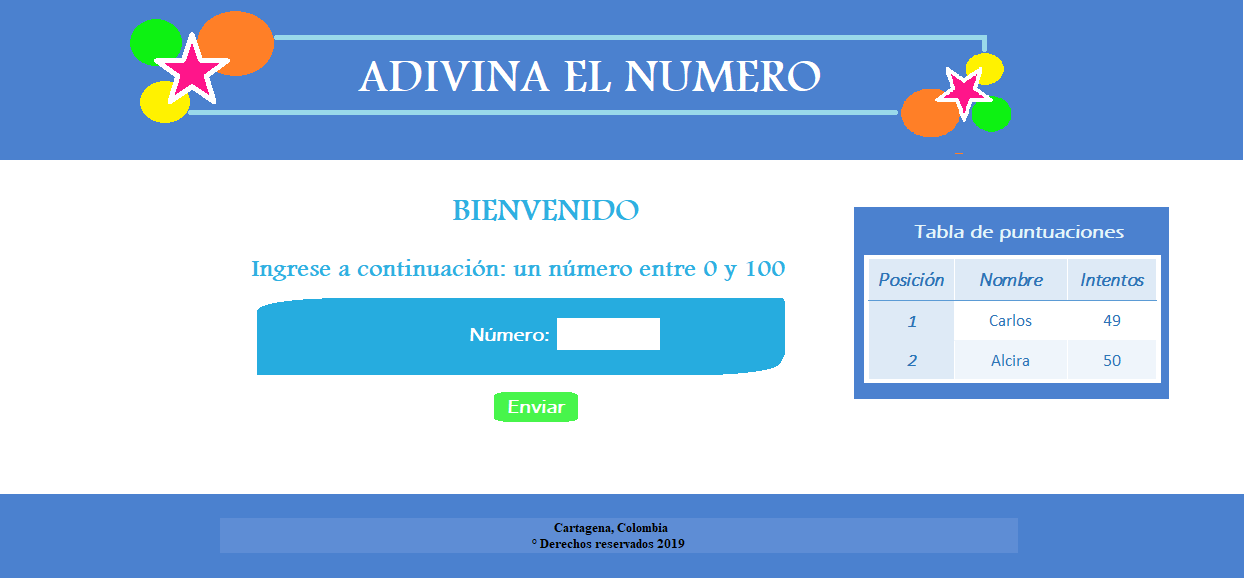 ADIVINA EL NUMERO
BIENVENIDO
Ingrese a continuación: un número entre 0 y 100
Número:
Enviar
Tabla de puntuaciones
Posición Nombre Intentos
1 Carlos 49
2 Alcira 50
Cartagena, Colombia
° Derechos reservados 2019